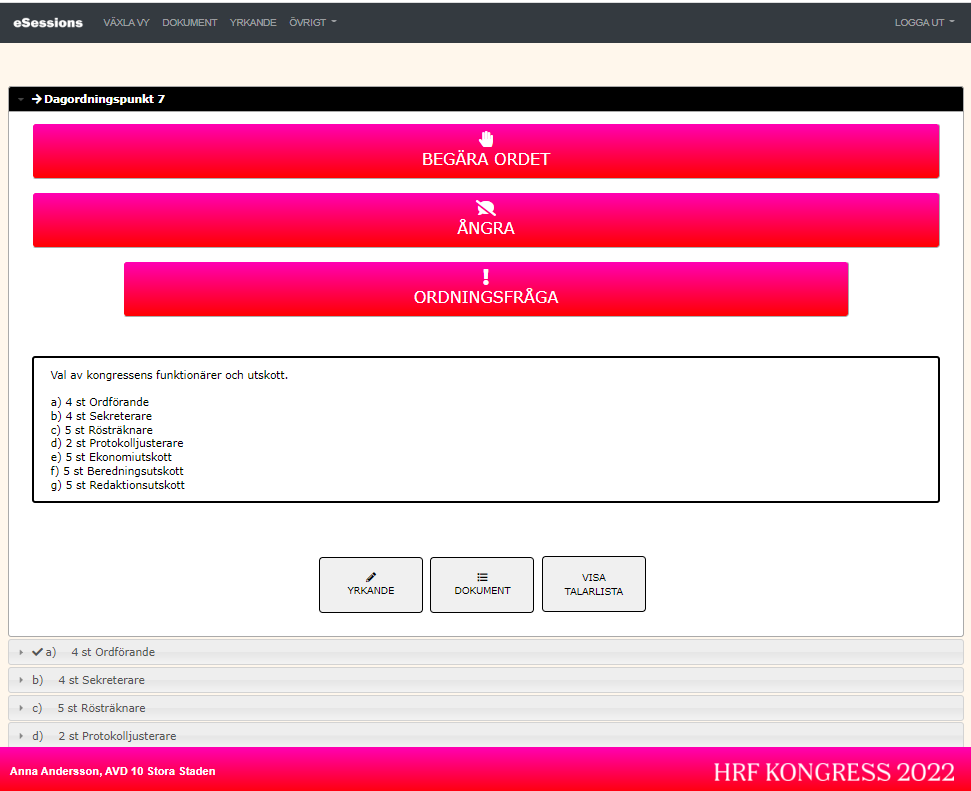 eSessions VÄXLA VY DOKUMENT YRKANDE ÖVRIGT LOGGA UT
Dagordningspunkt 7
BEGÄRA ORDET
ÅNGRA
ORDNINGSFRÅGA
Val av kongressens funktionärer och utskott.
a) 4 st Ordförande
b) 4 st Sekreterare
c) 5 st Rösträknare
d) 2 st Protokolljusterare
e) 5 st Ekonomiutskott
f) 5 st Beredningsutskott
g) 5 st Redaktionsutskott
YRKANDE
DOKUMENT
VISA
TALARLISTA
a) 4 st Ordförande
b) 4 st Sekreterare
c) 5 st Rösträknare
d) 2 st Protokolljusterare
Anna Andersson, AVD 10 Stora Staden
HRF KONGRESS 2022